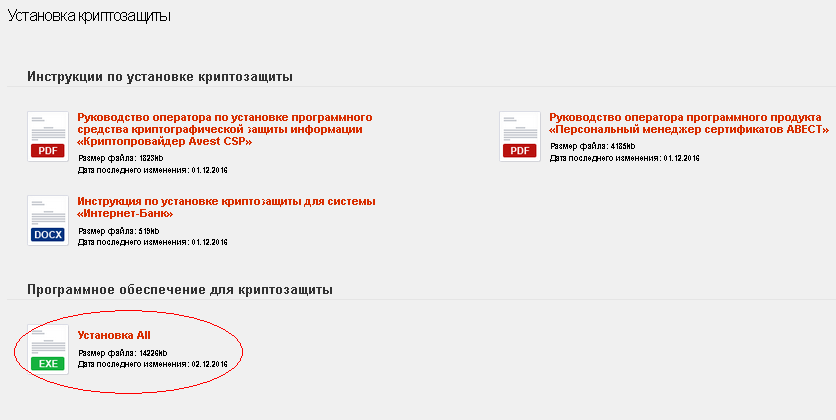 Установка криптозащиты
Инструкции по установке криптозащиты
Руководство оператора по установке программного
средства криптографической защиты информации
«Криптопровайдер Avest CSP»
PDF
Размер файла: 1823kb
Дата последнего изменения: 01.12.2016
Руководство оператора программного продукта
«Персональный менеджер сертификатов АВЕСТ»
PDF
Размер файла: 4185kb
Дата последнего изменения: 01.12.2016
Инструкция по установке криптозащиты для системы
«Интернет-Банк»
DOCX
Размер файла: 519kb
Дата последнего изменения: 01.12.2016
Программное обеспечение для криптозащиты
Установка All
EXE
Размер файла: 14226kb
Дата последнего изменения: 02.12.2016